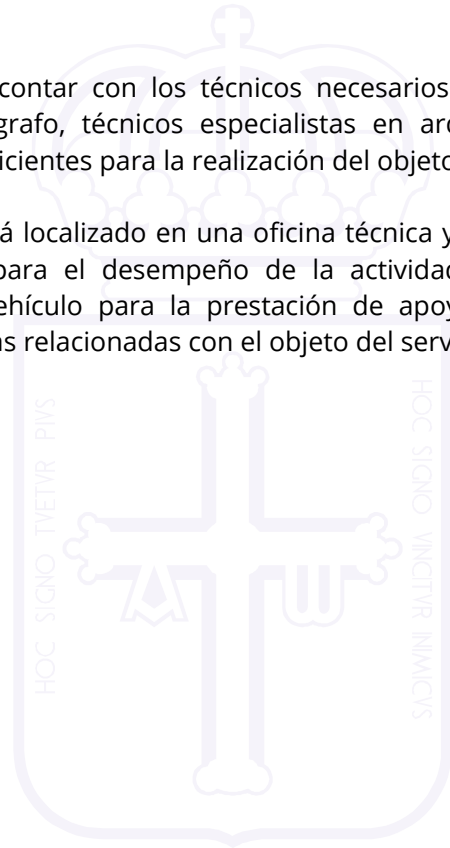 contar con los técnicos necesarios
grafo, técnicos especialistas en
icientes para la realización del objeto
á localizado en una oficina técnica y
para el desempeño de la actividad
ehículo para la prestación de
as relacionadas con el objeto del serv
HOC SIGNO TVETVR PIVS
HOC SIGNO VINCITVR INIMICVS